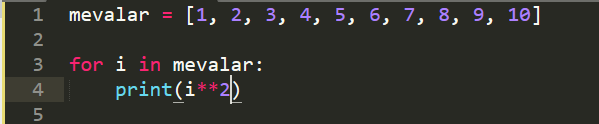 1 mevalar = [1, 2, 3, 4, 5, 6, 7, 8, 9, 10]
2
3 for i in mevalar:
4     print(i**2)
5